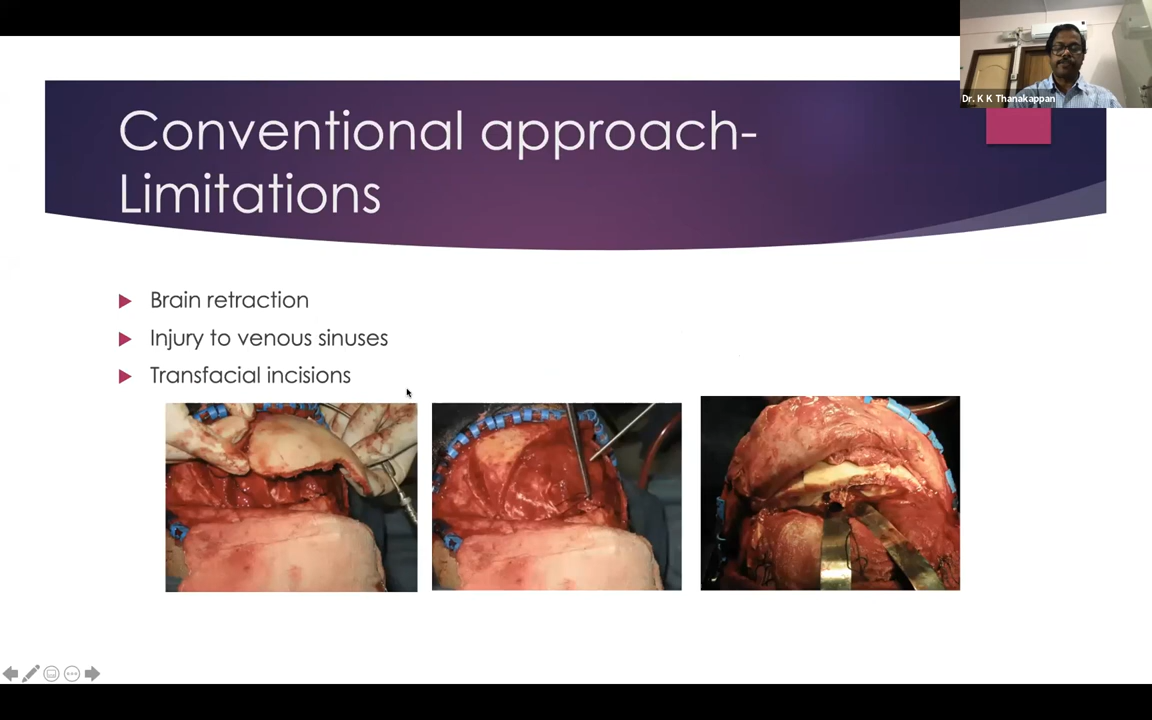 Dr. K K Thanakappan
Conventional approach-
Limitations
Brain retraction
Injury to venous sinuses
Transfacial incisions